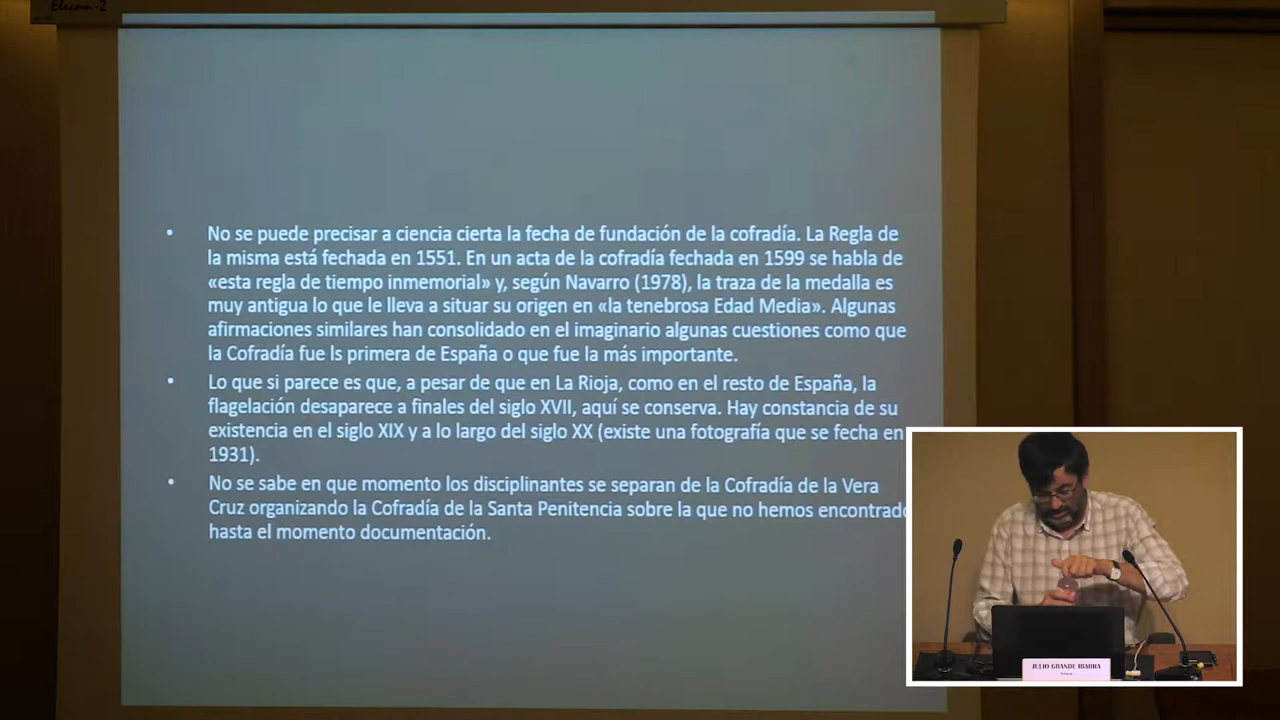 Elecom-2
No se puede precisar a ciencia cierta la fecha de fundación de la cofradía. La Regla de
la misma está fechada en 1551. En un acta de la cofradía fechada en 1599 se habla de
«esta regla de tiempo inmemorial» y, según Navarro (1978), la traza de la medalla es
muy antigua lo que le lleva a situar su origen en «la tenebrosa Edad Media». Algunas
afirmaciones similares han consolidado en el imaginario algunas cuestiones como que
la Cofradía fue ls primera de España o que fue la más importante.
Lo que si parece es que, a pesar de que en La Rioja, como en el resto de España, la
flagelación desaparece a finales del siglo XVII, aquí se conserva. Hay constancia de su
existencia en el siglo XIX y a lo largo del siglo XX (existe una fotografía que se fecha en
1931).
No se sabe en que momento los disciplinantes se separan de la Cofradía de la Vera
Cruz organizando la Cofradía de la Santa Penitencia sobre la que no hemos encontrado
hasta el momento documentación.
JULIO GRANDE IBARRA